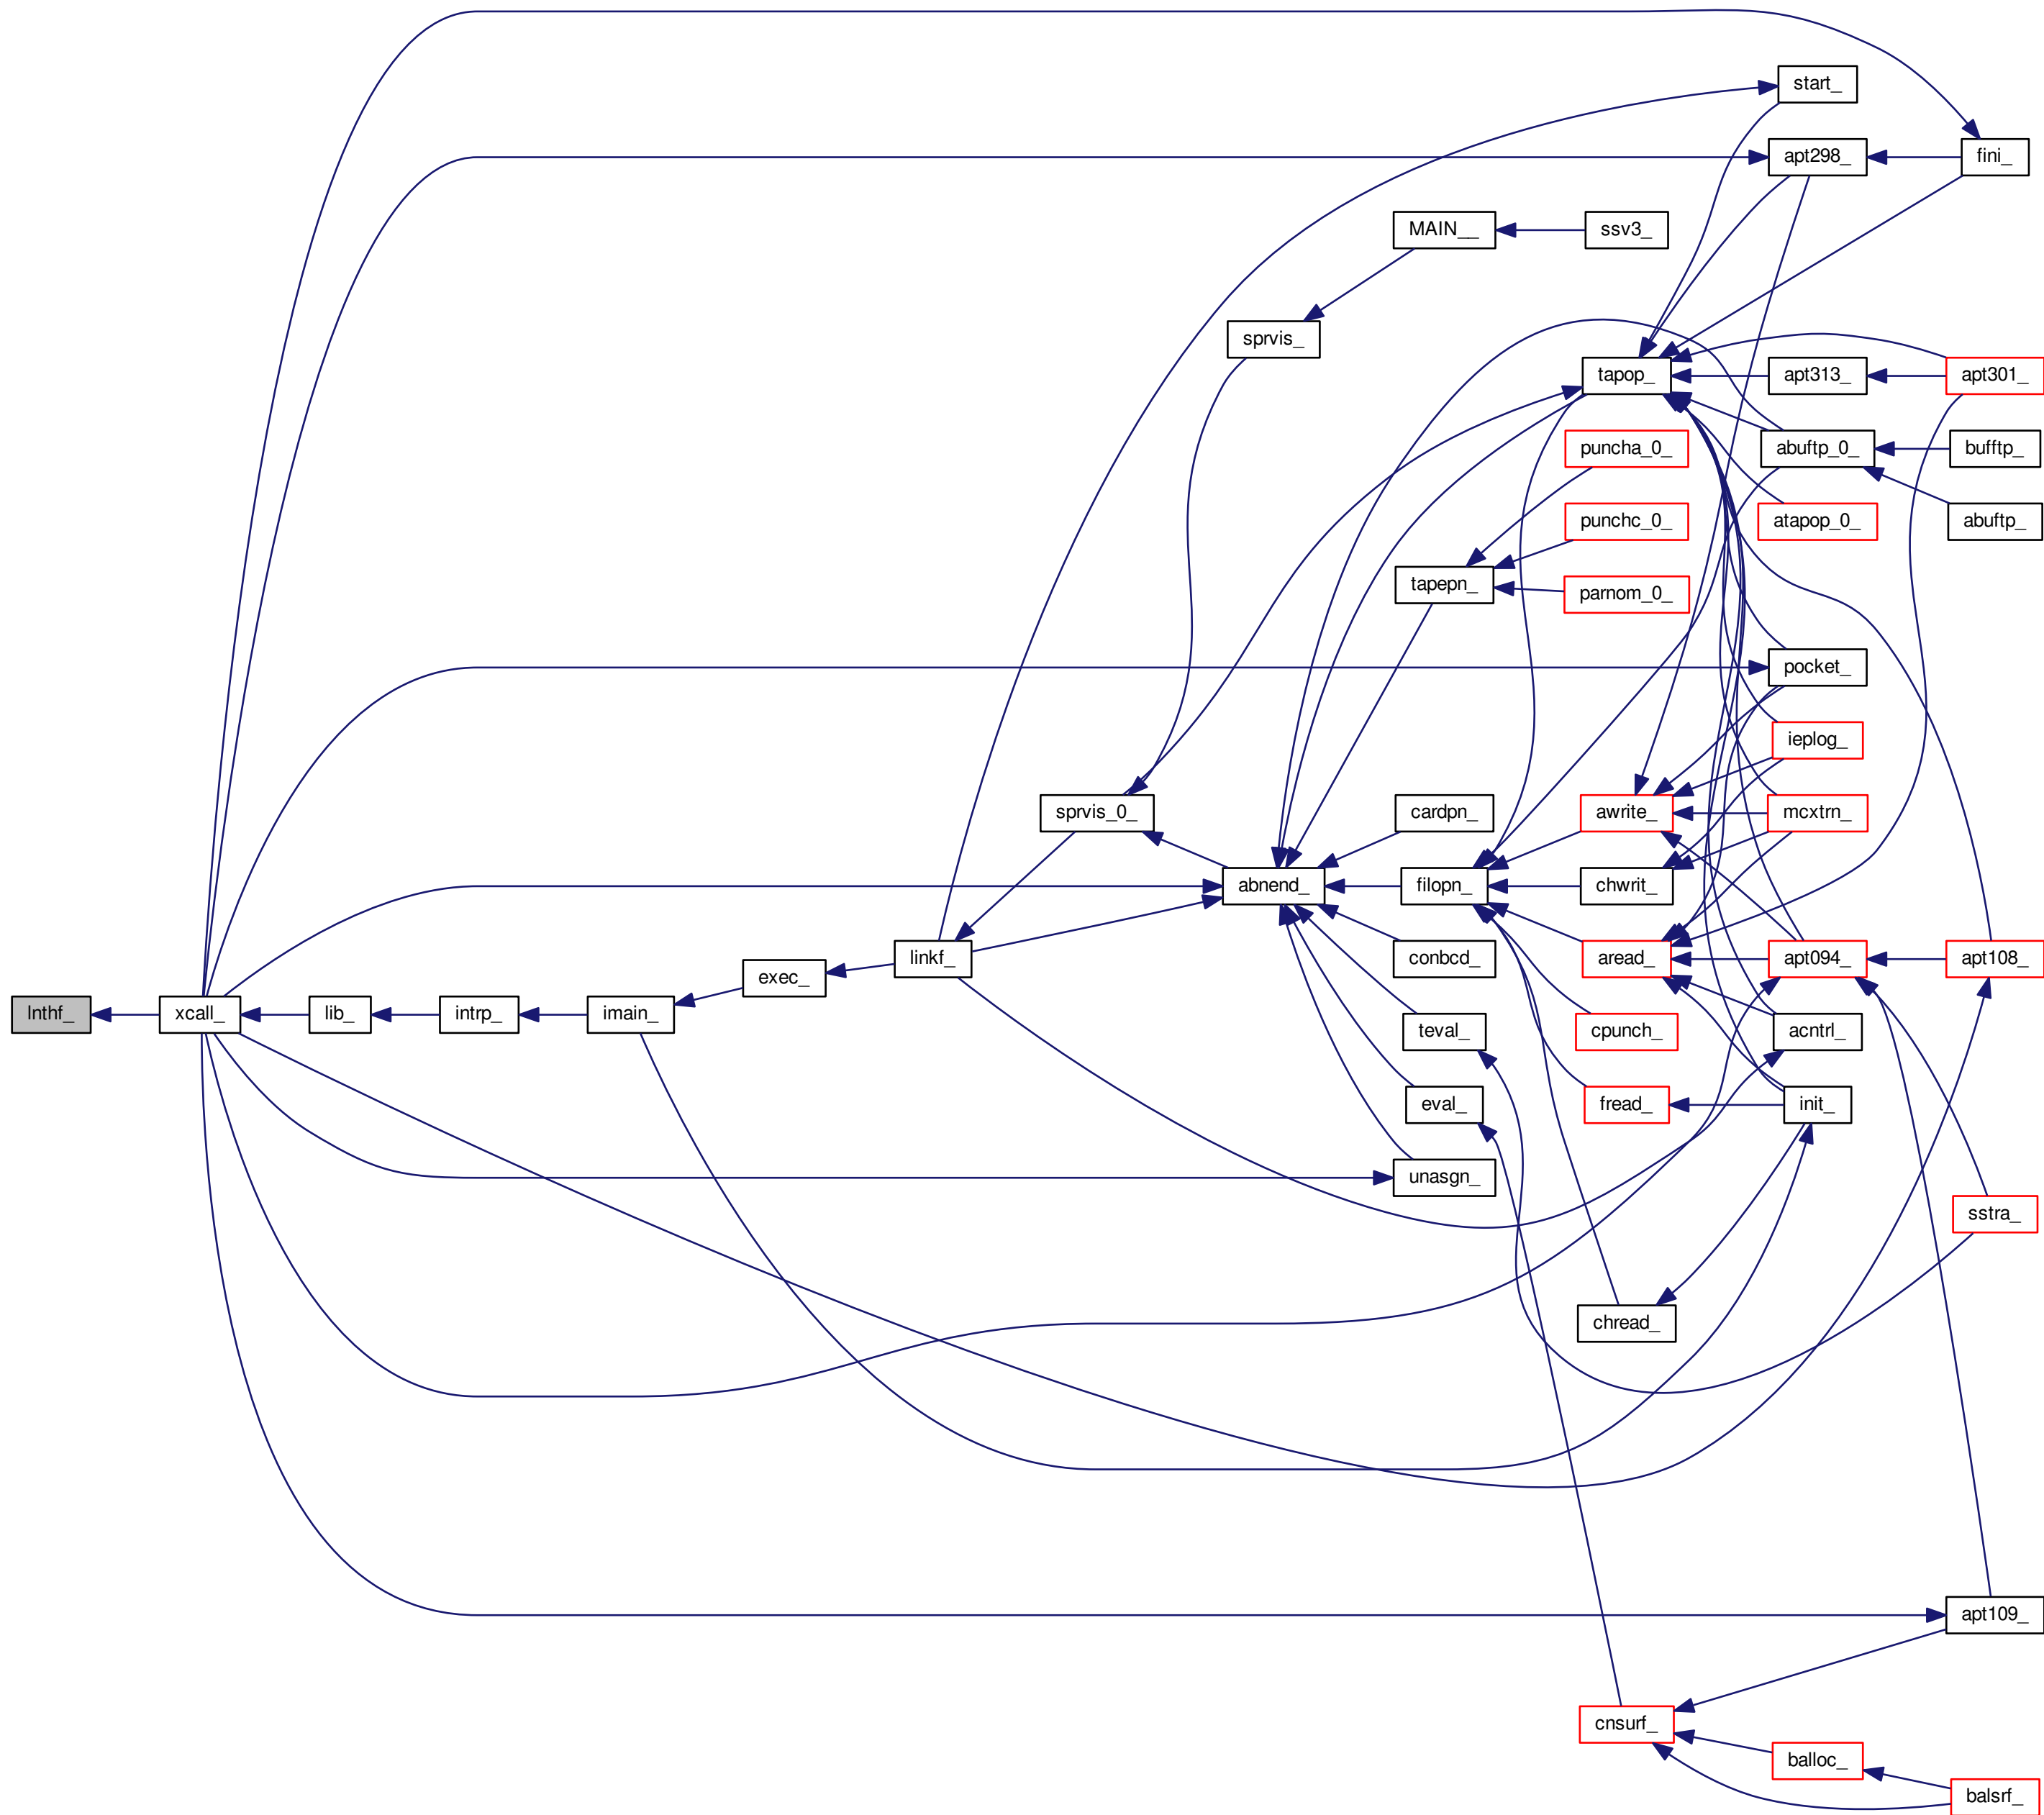 start_
apt298_
fini_
MAIN__
ssv3_
sprvis_
tapop_
apt313_
apt301_
puncha_0_
abuftp_0_
bufftp_
punchc_0_
atapop_0_
abuftp_
tapepn_
parnom_0_
pocket_
ieplog_
sprvis_0_
cardpn_
awrite_
mcxtrn_
abnend_
filopn_
chwrit_
linkf_
conbcd_
aread_
apt094_
apt108_
exec_
lnthf_
xcall_
lib_
intrp_
imain_
teval_
cpunch_
acntrl_
eval_
fread_
init_
unasgn_
sstra_
chread_
apt109_
cnsurf_
balloc_
balsrf_